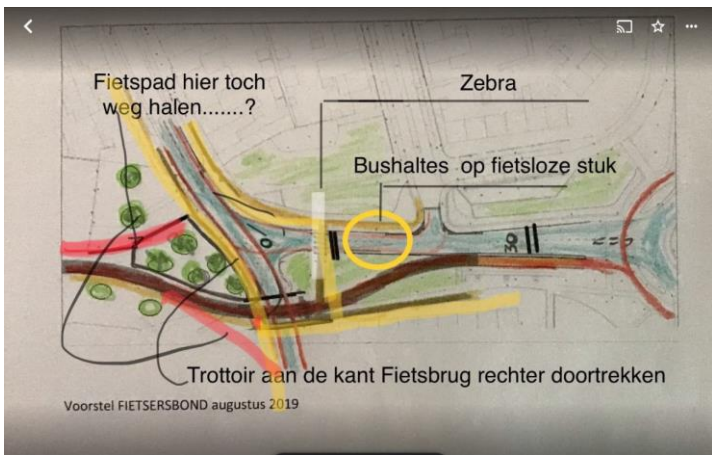 Fietspad hier toch
weg halen.......?
Zebra
Bushaltes op fietsloze stuk
30
Trottoir aan de kant Fietsbrug rechter doortrekken
Voorstel FIETSERSBOND augustus 2019